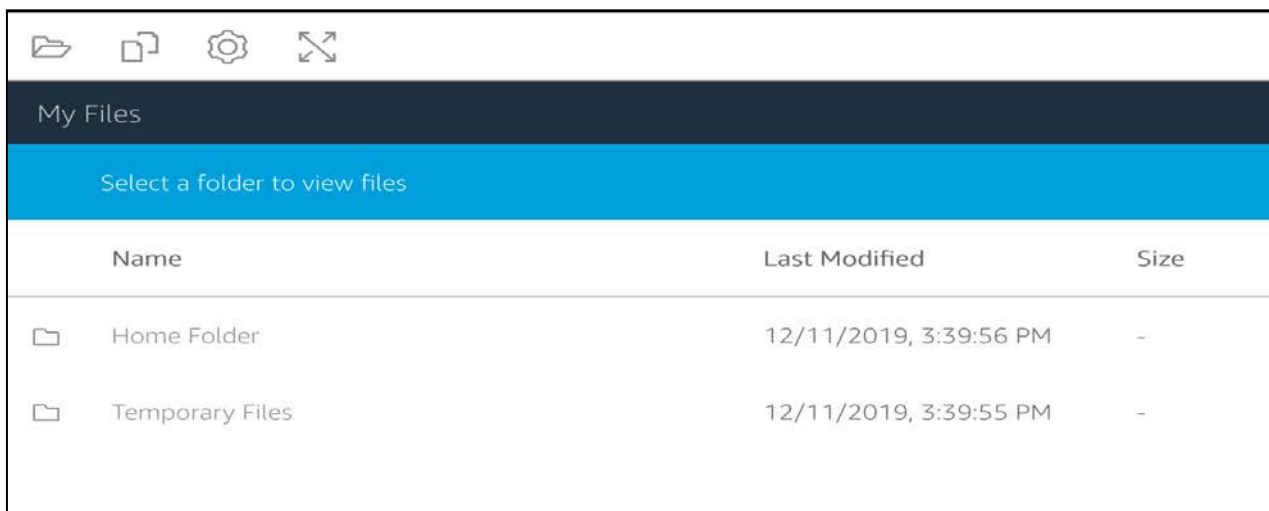 My Files
Select a folder to view files
Name Last Modified Size
Home Folder 12/11/2019, 3:39:56 PM -
Temporary Files 12/11/2019, 3:39:55 PM -